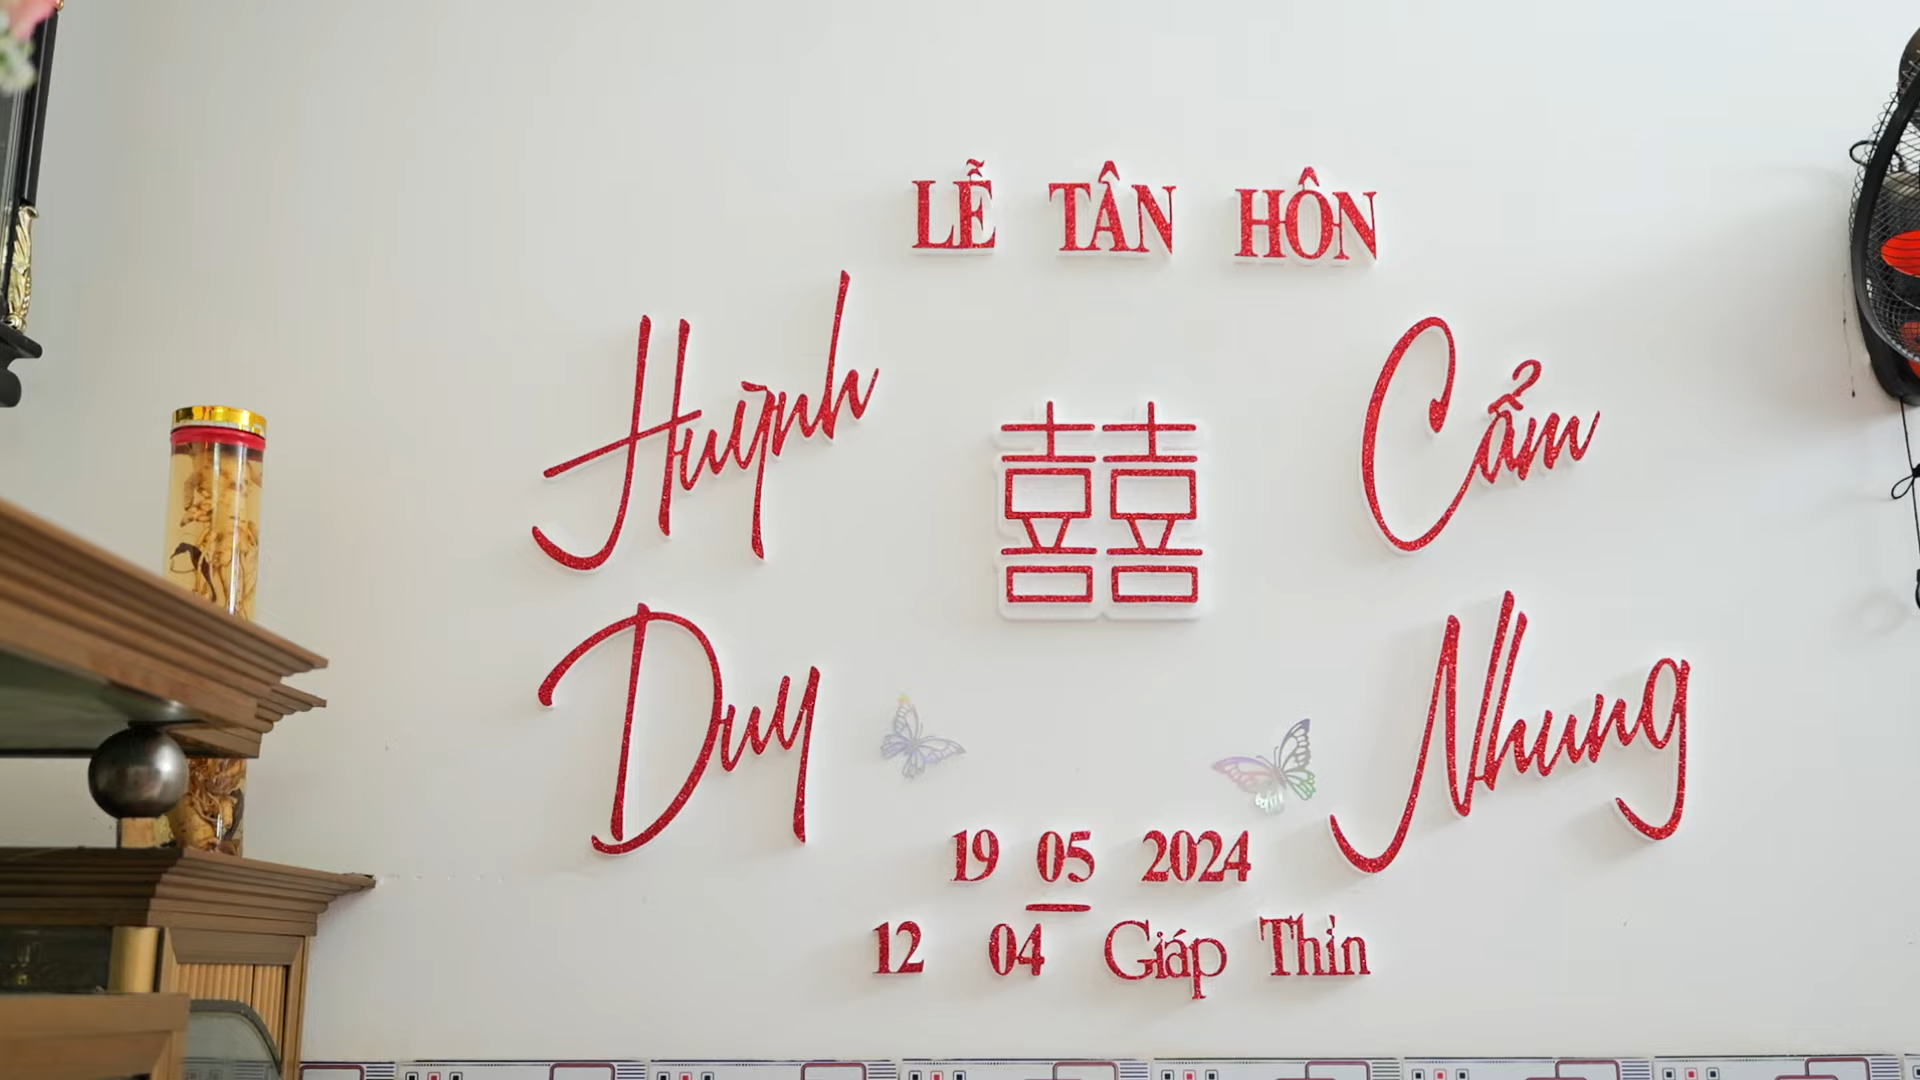 LỄ TÂN HÔN
Huỳnh Duy
囍
Cẩm Nhung
19 05 2024
12 04 Giáp Thìn